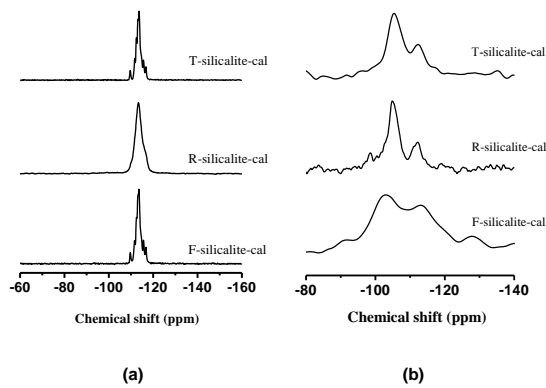 T-silicalite-cal
R-silicalite-cal
F-silicalite-cal
-60 -80 -100 -120 -140 -160
Chemical shift (ppm)
(a)
T-silicalite-cal
R-silicalite-cal
F-silicalite-cal
-80 -100 -120 -140
Chemical shift (ppm)
(b)